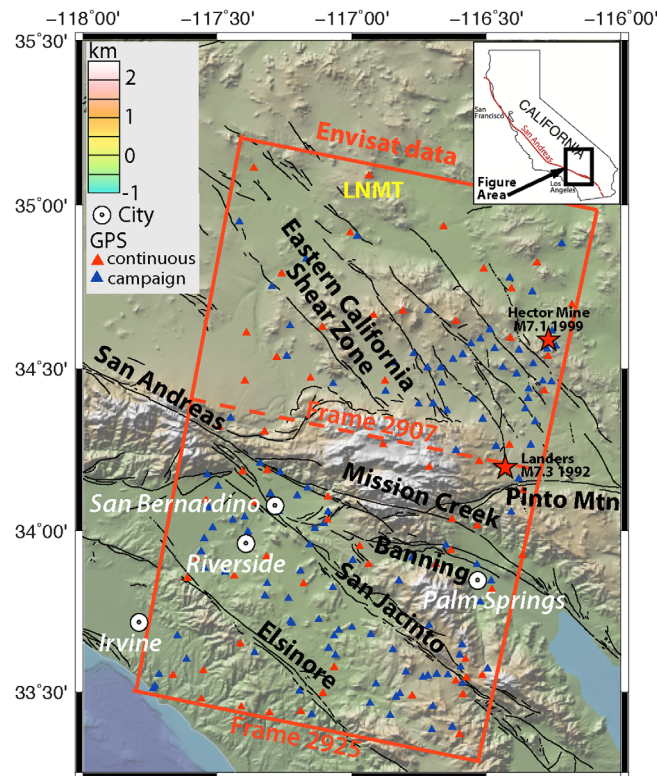 −118°00' −117°30' −117°00' −116°30' −116°00'
35°30'
35°00'
34°30'
34°00'
33°30'
km
2
1
0
-1
City
GPS
continuous
campaign
San Francisco
CALIFORNIA
San Andreas
Los Angeles
Figure Area
Envisat data
LNMT
Eastern California
Shear Zone
Hector Mine
M7.1 1999
San Andreas
Frame 2907
Landers
M7.3 1992
Mission Creek
Pinto Mtn
San Bernardino
Riverside
Banning
Palm Springs
San Jacinto
Irvine
Elsinore
Frame 2925